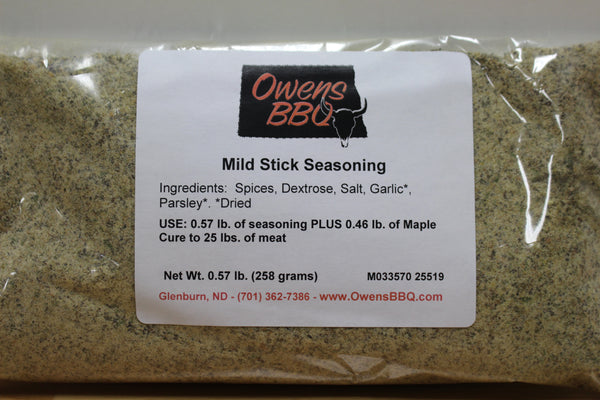 Owens
BBQ
Mild Stick Seasoning
Ingredients: Spices, Dextrose, Salt, Garlic*,
Parsley*. *Dried
USE: 0.57 lb. of seasoning PLUS 0.46 lb. of Maple
Cure to 25 lbs. of meat
Net Wt. 0.57 lb. (258 grams) M033570 25519
Glenburn, ND - (701) 362-7386 - www.OwensBBQ.com